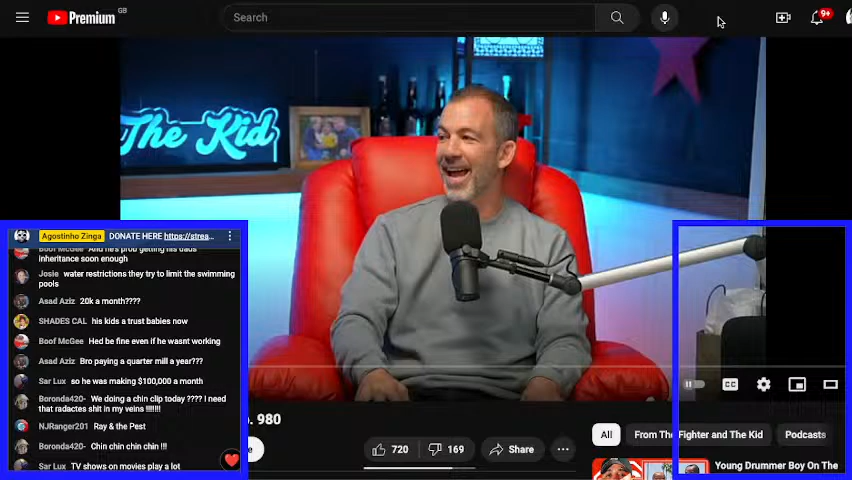 Premium GB
Search
9+
The Kid
Agostinho Zinga DONATE HERE https://strea...
Boof McGee And he's prob getting his dads
inheritance soon enough
Josie water restrictions they try to limit the swimming
pools
Asad Aziz 20k a month????
SHADES CAL his kids a trust babies now
Boof McGee Hed be fine if he wasnt working
Asad Aziz Bro paying a quarter mill a year???
Sar Lux so he was making $100,000 a month
Boronda420- We doing a chin clip today ???? I need
that radactes shit in my veins !!!!!!!
NJRanger201 Ray & the Pest
Boronda420- Chin chin chin chin !!!
Sar Lux TV shows on movies play a lot
CC
. 980
720
169
Share
All
From The Fighter and The Kid
Podcasts
Young Drummer Boy On The